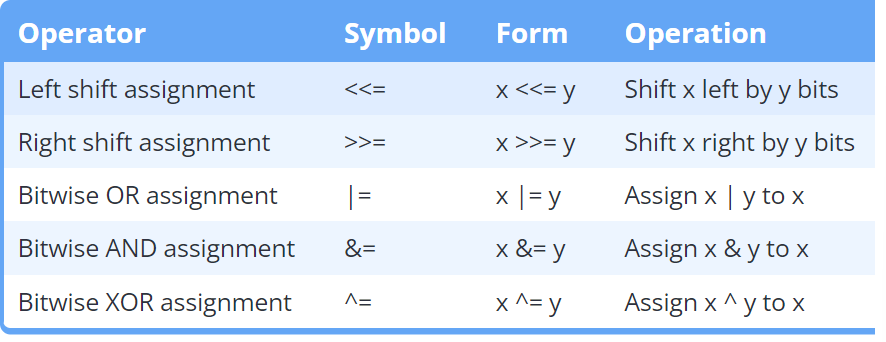 Operator Symbol Form Operation
Left shift assignment <<= x <<= y Shift x left by y bits
Right shift assignment >>= x >>= y Shift x right by y bits
Bitwise OR assignment |= x |= y Assign x | y to x
Bitwise AND assignment &= x &= y Assign x & y to x
Bitwise XOR assignment ^= x ^= y Assign x ^ y to x